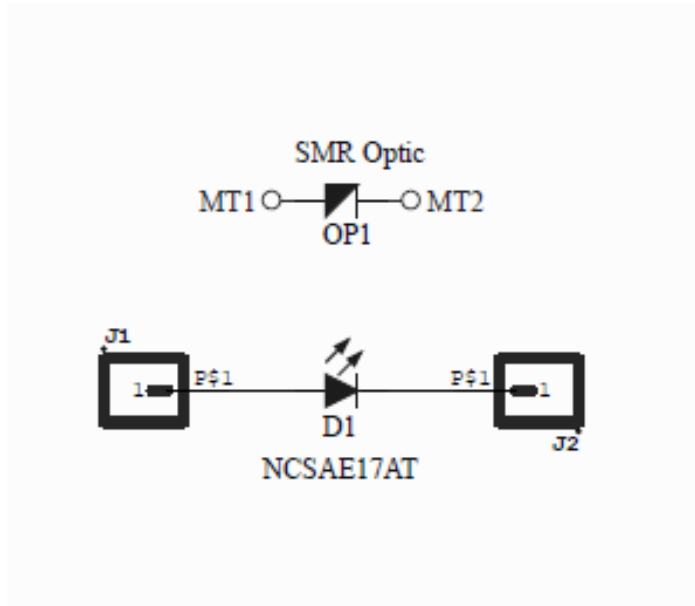 SMR Optic
MT1 MT2
OP1
J1
1 P$1 P$1 1
D1
J2
NCSAE17AT